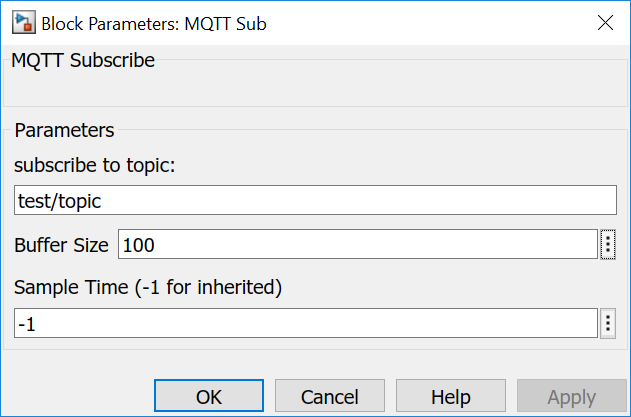 Block Parameters: MQTT Sub
MQTT Subscribe
Parameters
subscribe to topic:
test/topic
Buffer Size 100
Sample Time (-1 for inherited)
-1
OK Cancel Help Apply